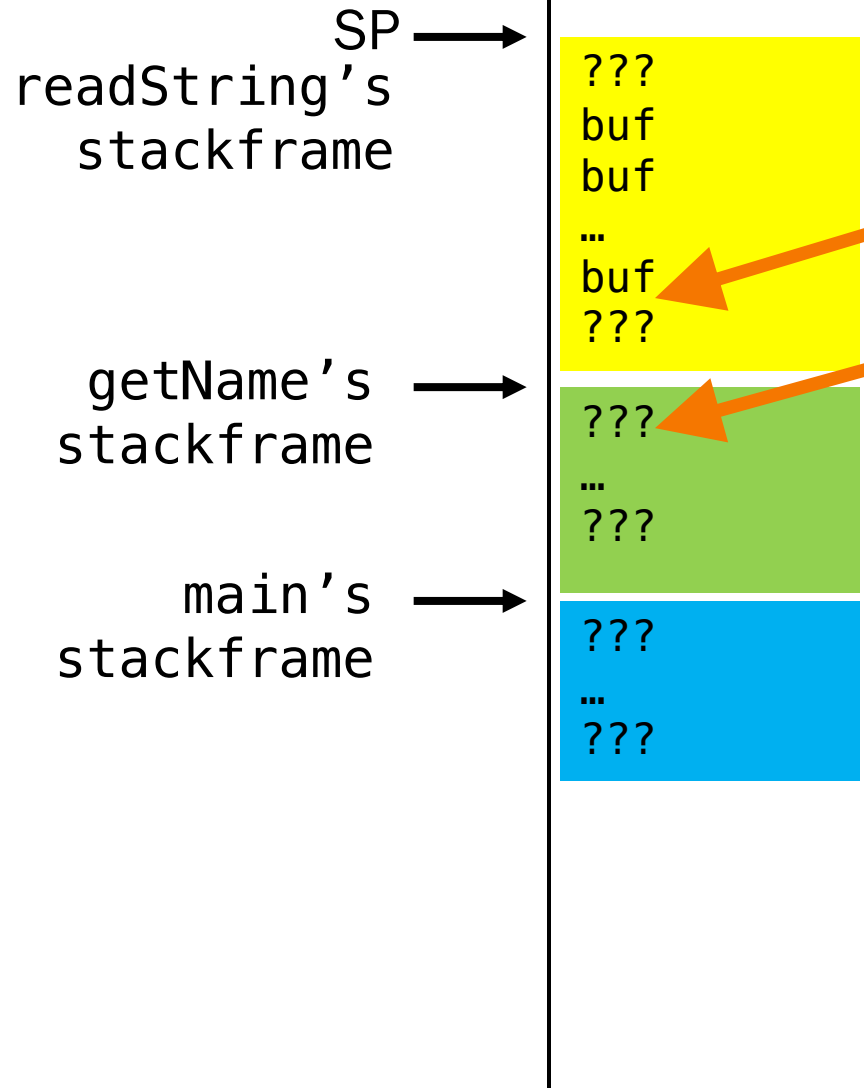 SP
readString’s
stackframe
???
buf
buf
…
buf
???
getName’s
stackframe
???
…
???
main’s
stackframe
???
…
???